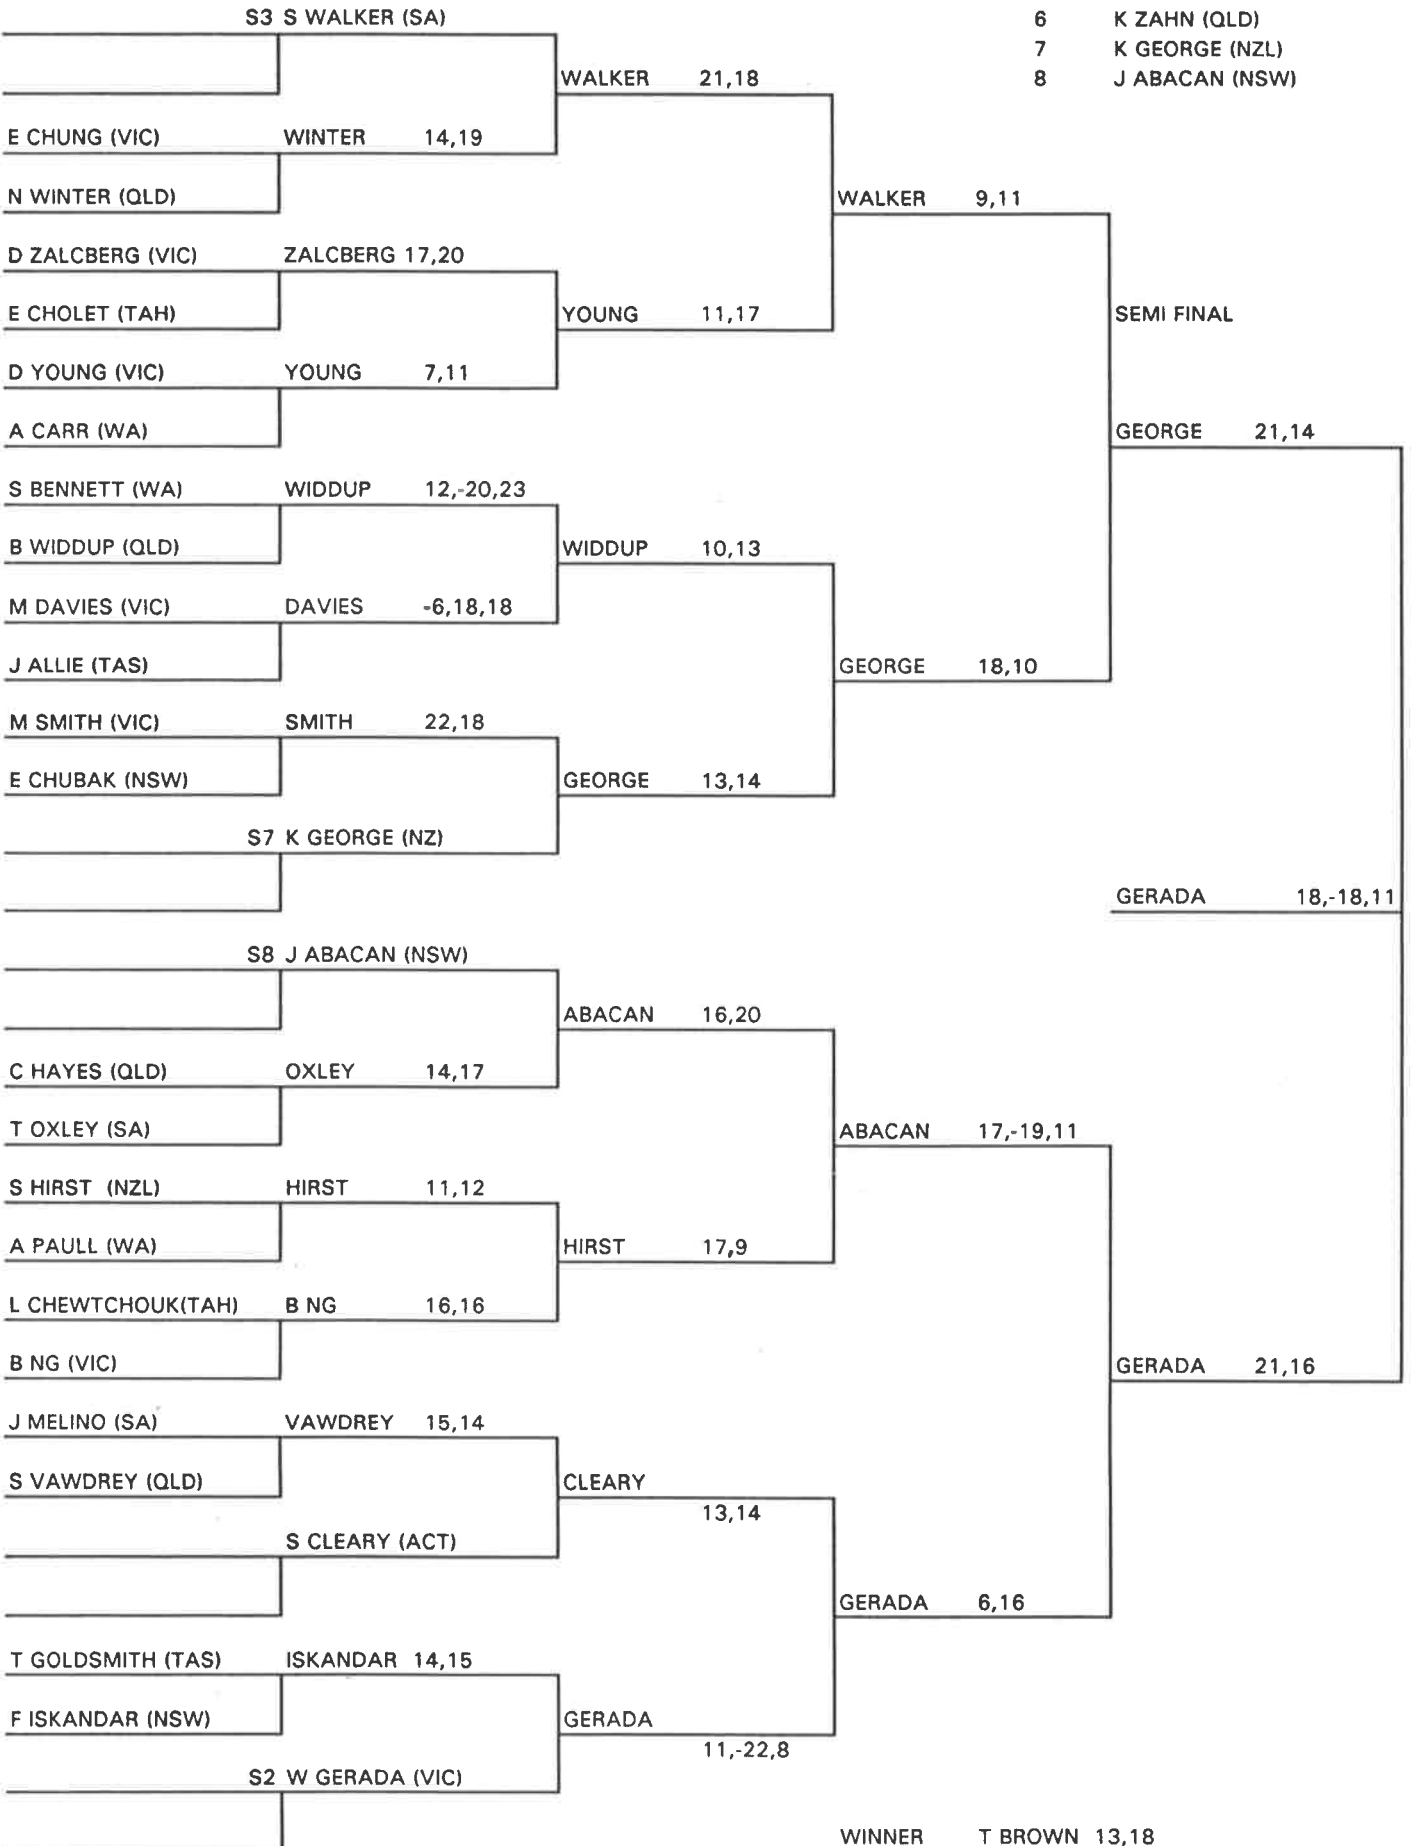 S3 S WALKER (SA)
6 K ZAHN (QLD)
7 K GEORGE (NZL)
WALKER 21,18
8 J ABACAN (NSW)
E CHUNG (VIC) WINTER 14,19
N WINTER (QLD)
WALKER 9,11
D ZALCBERG (VIC) ZALCBERG 17,20
E CHOLET (TAH)
YOUNG 11,17
SEMI FINAL
D YOUNG (VIC) YOUNG 7,11
A CARR (WA)
GEORGE 21,14
S BENNETT (WA) WIDDUP 12,-20,23
B WIDDUP (QLD)
WIDDUP 10,13
M DAVIES (VIC) DAVIES -6,18,18
J ALLIE (TAS)
GEORGE 18,10
M SMITH (VIC) SMITH 22,18
E CHUBAK (NSW)
GEORGE 13,14
S7 K GEORGE (NZ)
GERADA 18,-18,11
S8 J ABACAN (NSW)
ABACAN 16,20
C HAYES (QLD) OXLEY 14,17
T OXLEY (SA)
ABACAN 17,-19,11
S HIRST (NZL) HIRST 11,12
A PAULL (WA)
HIRST 17,9
L CHEWTCHOUK(TAH) B NG 16,16
B NG (VIC)
GERADA 21,16
J MELINO (SA) VAWDREY 15,14
S VAWDREY (QLD)
CLEARY
13,14
S CLEARY (ACT)
GERADA 6,16
T GOLDSMITH (TAS) ISKANDAR 14,15
F ISKANDAR (NSW)
GERADA
11,-22,8
S2 W GERADA (VIC)
WINNER T BROWN 13,18